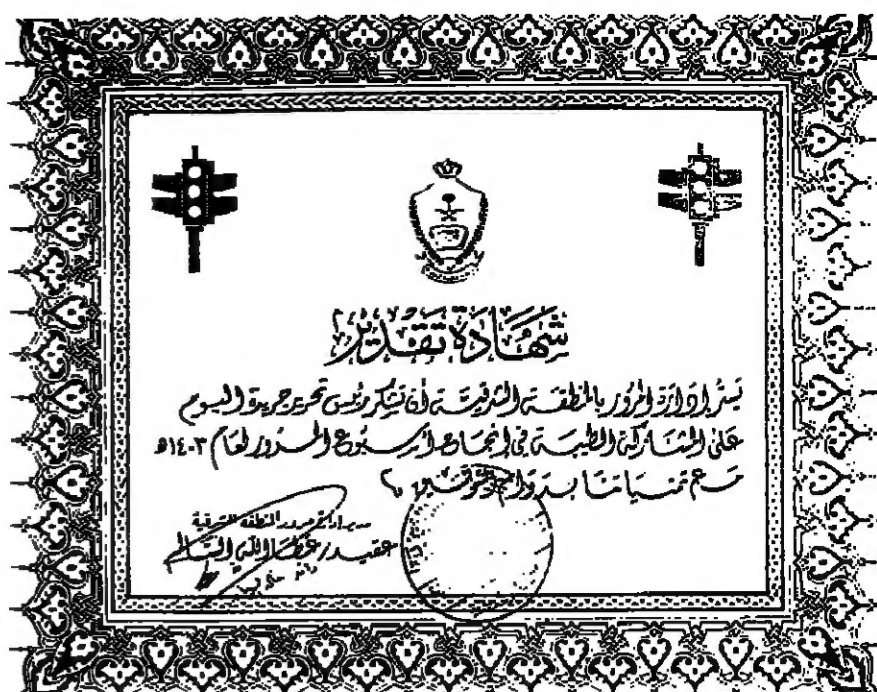 شهادة تقدير
يسر إدارة المرور بالمنطقة الشرقية أن تشكر رئيس تحرير جريدة اليوم
على المشاركة الطيبة في إنجاح أسبوع المرور لعام ١٤٠٣هـ
مع تمنياتنا بدوام التوفيق
مدير إدارة مرور المنطقة الشرقية
عقيد/